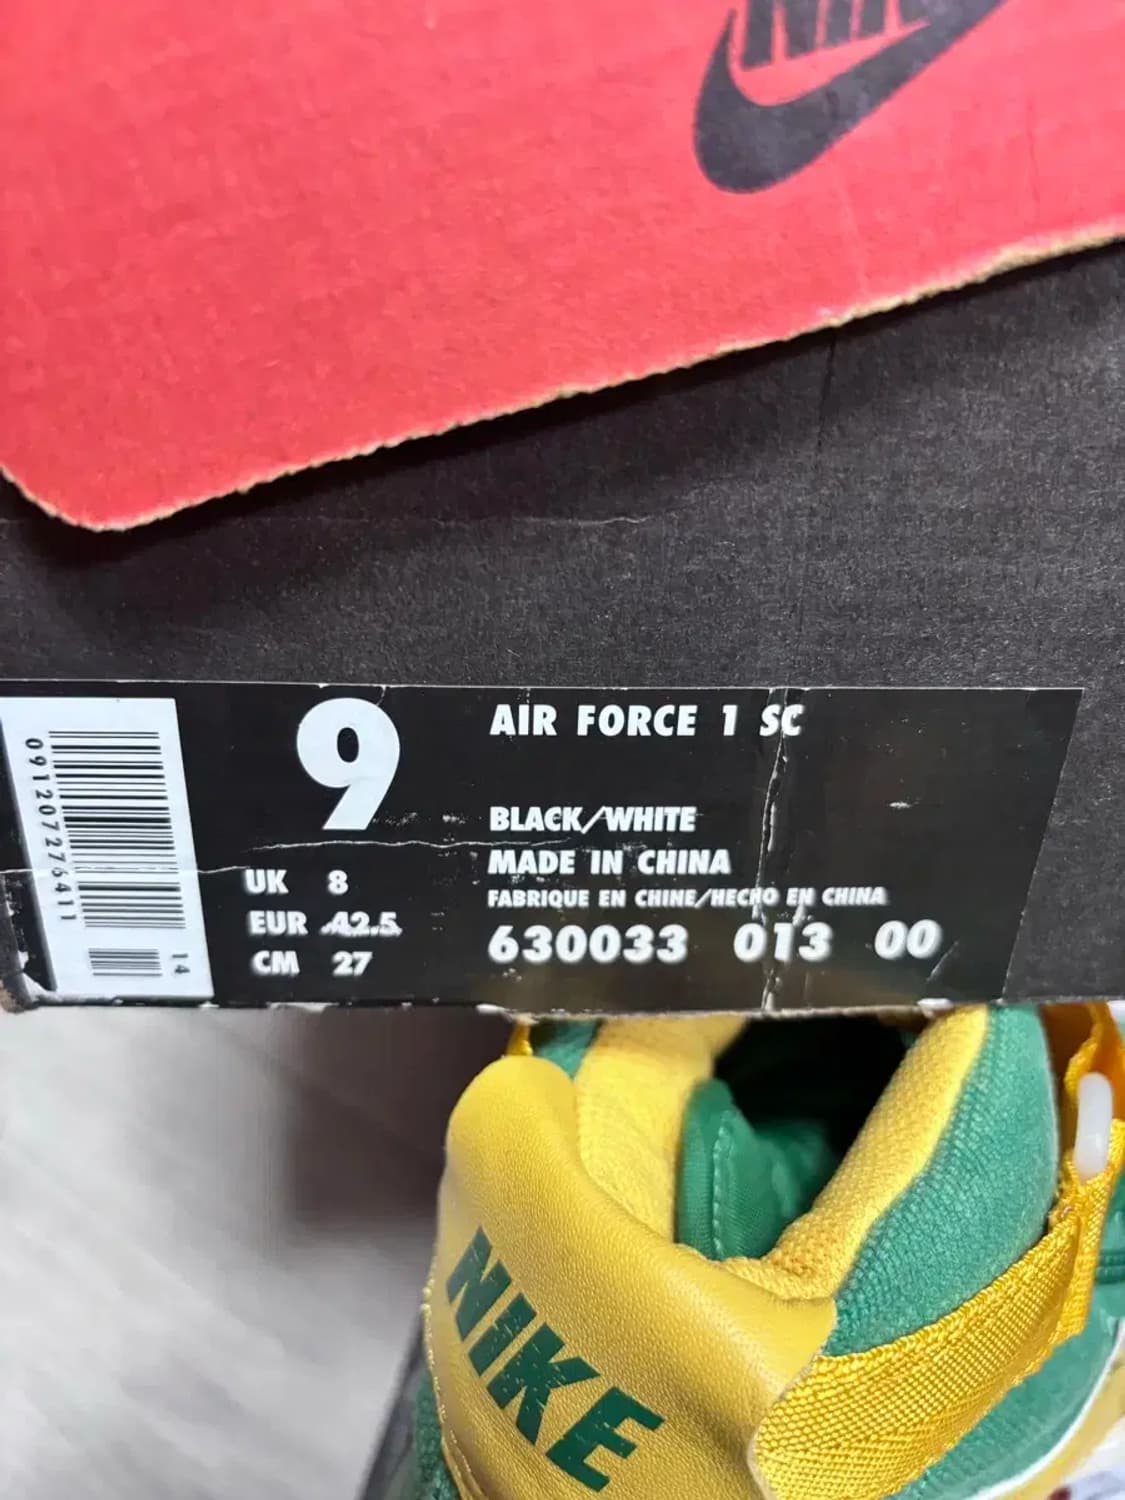 NIKE
9
AIR FORCE 1 SC
BLACK/WHITE
MADE IN CHINA
FABRIQUE EN CHINE/HECHO EN CHINA
630033 013 00
UK 8
EUR 42.5
CM 27
091207276411
14
NIKE